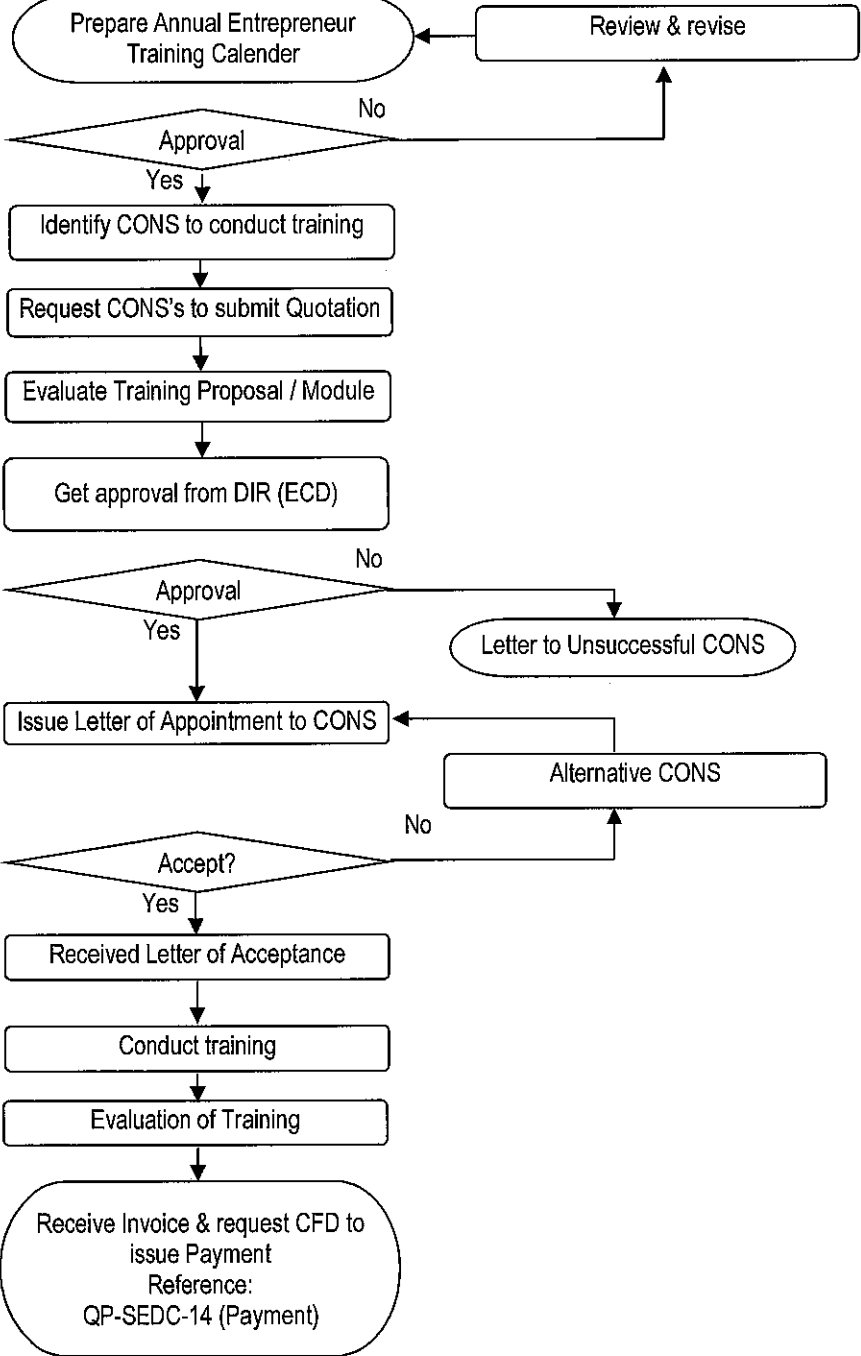 Prepare Annual Entrepreneur
Training Calender
Review & revise
No
Approval
Yes
Identify CONS to conduct training
Request CONS's to submit Quotation
Evaluate Training Proposal / Module
Get approval from DIR (ECD)
No
Approval
Yes
Letter to Unsuccessful CONS
Issue Letter of Appointment to CONS
Alternative CONS
No
Accept?
Yes
Received Letter of Acceptance
Conduct training
Evaluation of Training
Receive Invoice & request CFD to
issue Payment
Reference:
QP-SEDC-14 (Payment)